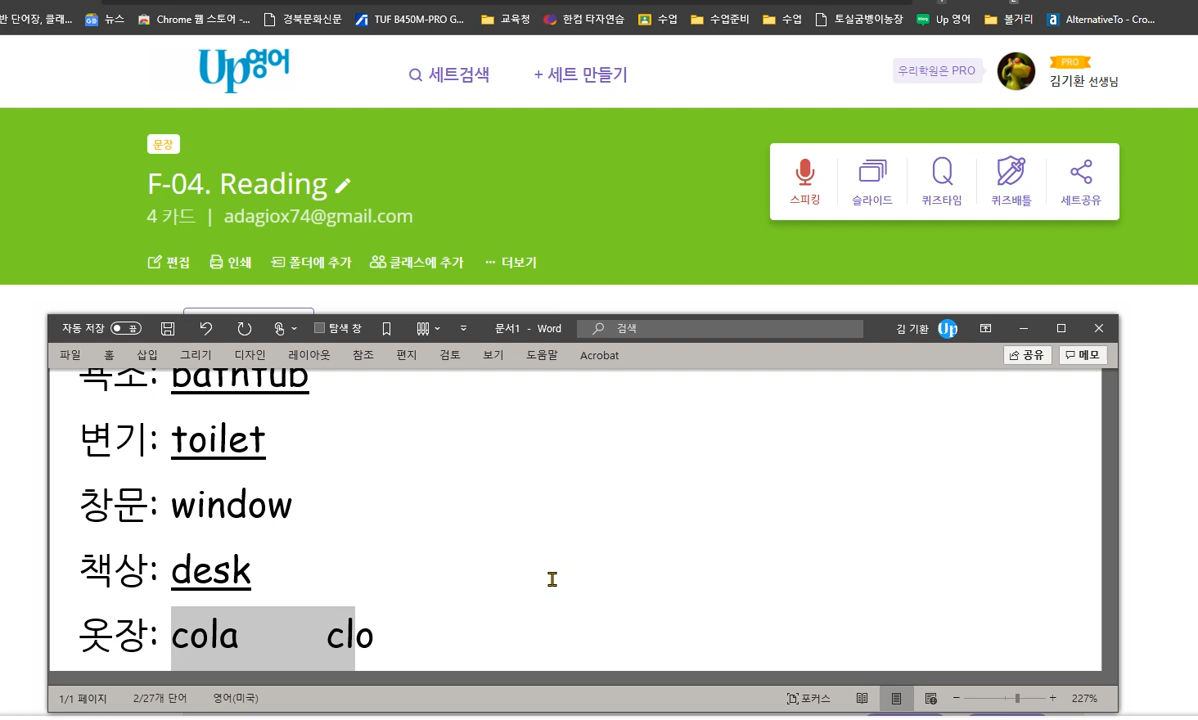 반 단어장, 클래... 뉴스 Chrome 웹 스토어 -... 경북문화신문 TUF B450M-PRO G... 교육청 한컴 타자연습 수업 수업준비 수업 토실굼벵이농장 Up 영어 볼거리 AlternativeTo - Cro...
Up영어 세트검색 + 세트 만들기 우리학원은 PRO PRO
김기환 선생님
문장
F-04. Reading
4 카드 | adagiox74@gmail.com
스피킹 슬라이드 퀴즈타임 퀴즈배틀 세트공유
편집 인쇄 폴더에 추가 클래스에 추가 ··· 더보기
자동 저장 끔 탐색 창 문서1 - Word 검색 김 기환 Up
파일 홈 삽입 그리기 디자인 레이아웃 참조 편지 검토 보기 도움말 Acrobat 공유 메모
욕조: bathtub
변기: toilet
창문: window
책상: desk
옷장: cola clo
1/1 페이지 2/27개 단어 영어(미국) 포커스 - + 227%